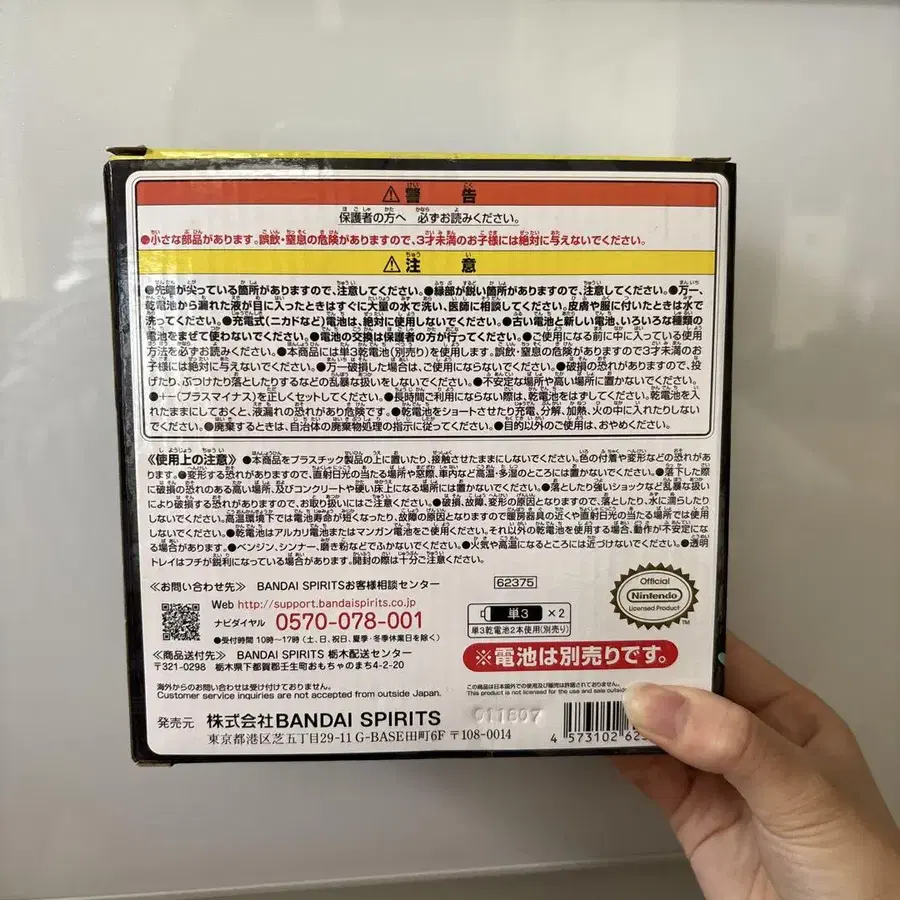 ⚠警告
保護者の方へ 必ずお読みください。
●小さな部品があります。誤飲・窒息の危険がありますので、3才未満のお子様には絶対に与えないでください。
⚠注意
●先端が尖っている箇所がありますので、注意してください。●縁部が鋭い箇所がありますので、注意してください。●万一、
乾電池から漏れた液が目に入ったときはすぐに大量の水で洗い、医師に相談してください。皮膚や服に付いたときは水で
洗ってください。●充電式(ニカドなど)電池は、絶対に使用しないでください。●古い電池と新しい電池、いろいろな種類の
電池をまぜて使わないでください。●電池の交換は保護者の方が行ってください。●ご使用になる前に中に入っている使用
方法を必ずお読みください。●本商品には単3乾電池(別売り)を使用します。誤飲・窒息の危険がありますので3才未満のお
子様には絶対に与えないでください。●万一破損した場合は、ご使用にならないでください。●破損の恐れがありますので、投
げたり、ぶつけたり落としたりするなどの乱暴な扱いをしないでください。●不安定な場所や高い場所に置かないでください。
●+-(プラスマイナス)を正しくセットしてください。●長時間ご利用にならない際は、乾電池をはずしてください。乾電池を入
れたままにしておくと、液漏れの恐れがあり危険です。●乾電池をショートさせたり充電、分解、加熱、火の中に入れたりしない
でください。●廃棄するときは、自治体の廃棄物処理の指示に従ってください。●目的以外のご使用は、おやめください。
《使用上の注意》●本商品をプラスチック製品の上に置いたり、接触させたままにしないでください。色の付着や変形などの恐れがあ
ります。●変形する恐れがありますので、直射日光の当たる場所や窓際、車内など高温・多湿のところには置かないでください。●落下した際
に破損の恐れのある高い場所、及びコンクリートや硬い床上になる場所には置かないでください。●落としたり強いショックなど乱暴な扱い
により破損する恐れがありますので、お取り扱いにはご注意ください。●破損、故障、変形の原因となりますので、落としたり、水に濡らしたり
しないでください。高温環境下では電池寿命が短くなったり、故障の原因となりますので暖房器具の近くや直射日光の当たる場所では使用
しないでください。●乾電池はアルカリ電池またはマンガン電池をご使用ください。それ以外の乾電池を使用する場合、動作が不安定にな
る場合があります。●ベンジン、シンナー、磨き粉などでふかないでください。●火気や高温になるところには近づけないでください。●透明
トレイはフチが鋭利になっている場合があります。開封の際は十分ご注意ください。
≪お問い合わせ先≫ BANDAI SPIRITSお客様相談センター
62375
Web http://support.bandaispirits.co.jp
ナビダイヤル 0570-078-001
●受付時間 10時～17時 (土、日、祝日、夏季・冬季休業日を除く)
単3 ×2
単3乾電池2本使用(別売り)
Official
Nintendo
Licensed Product
TM
※電池は別売りです。
≪商品送付先≫ BANDAI SPIRITS 栃木配送センター
〒321-0298 栃木県下都賀郡壬生町おもちゃのまち4-2-20
海外からのお問い合わせは受け付けておりません。
Customer service inquiries are not accepted from outside Japan.
この商品は日本国外での使用及び販売は許諾されておりません。
This product is not licensed for the use and sale outside
発売元 株式会社BANDAI SPIRITS
東京都港区芝五丁目29-11 G-BASE田町6F 〒108-0014
011807
4 573102 62